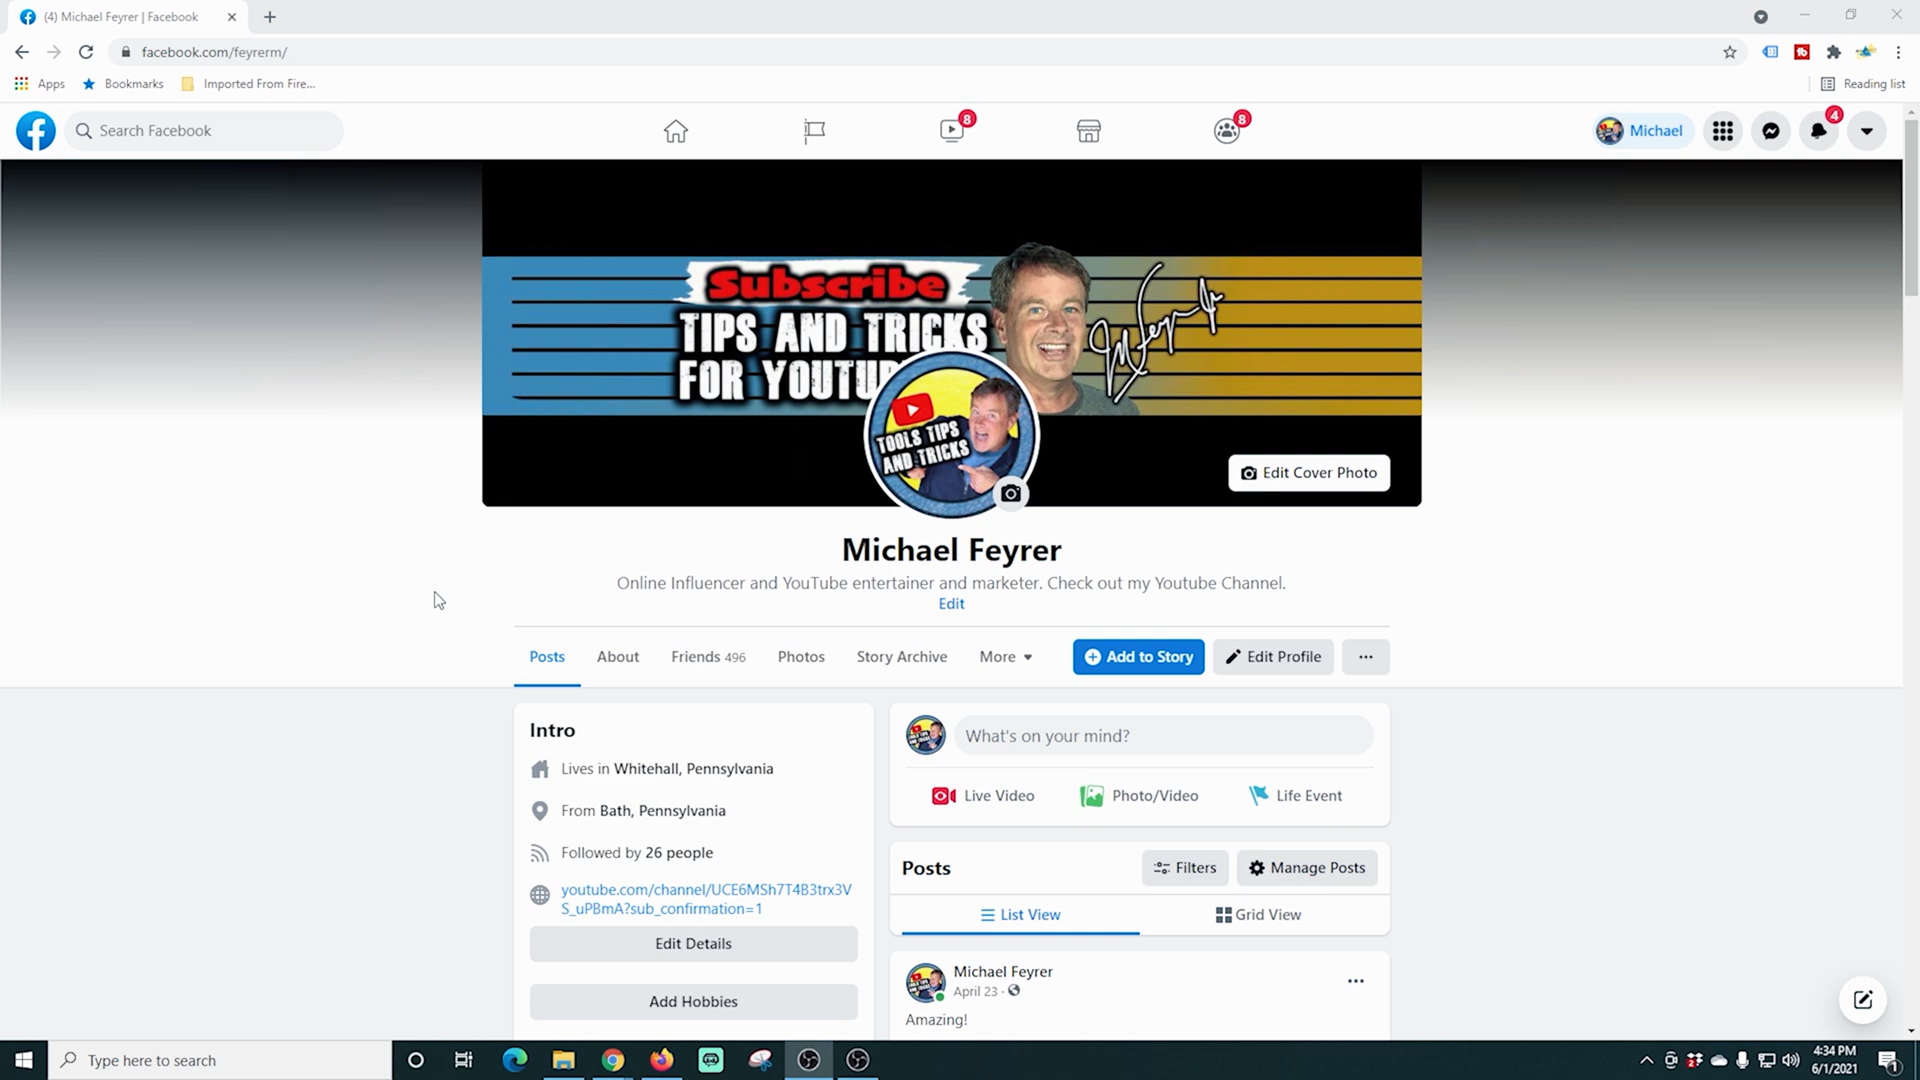 (4) Michael Feyrer | Facebook
facebook.com/feyrerm/
Apps
Bookmarks
Imported From Fire...
Reading list
Search Facebook
8
8
Michael
4
Subscribe
TIPS AND TRICKS
FOR YOUTU
TOOLS TIPS
AND TRICKS
Edit Cover Photo
Michael Feyrer
Online Influencer and YouTube entertainer and marketer. Check out my Youtube Channel.
Edit
Posts
About
Friends 496
Photos
Story Archive
More
Add to Story
Edit Profile
Intro
Lives in Whitehall, Pennsylvania
From Bath, Pennsylvania
Followed by 26 people
youtube.com/channel/UCE6MSh7T4B3trx3V
S_uPBmA?sub_confirmation=1
Edit Details
Add Hobbies
What's on your mind?
Live Video
Photo/Video
Life Event
Posts
Filters
Manage Posts
List View
Grid View
Michael Feyrer
April 23 ·
Amazing!
Type here to search
4:34 PM
6/1/2021
1